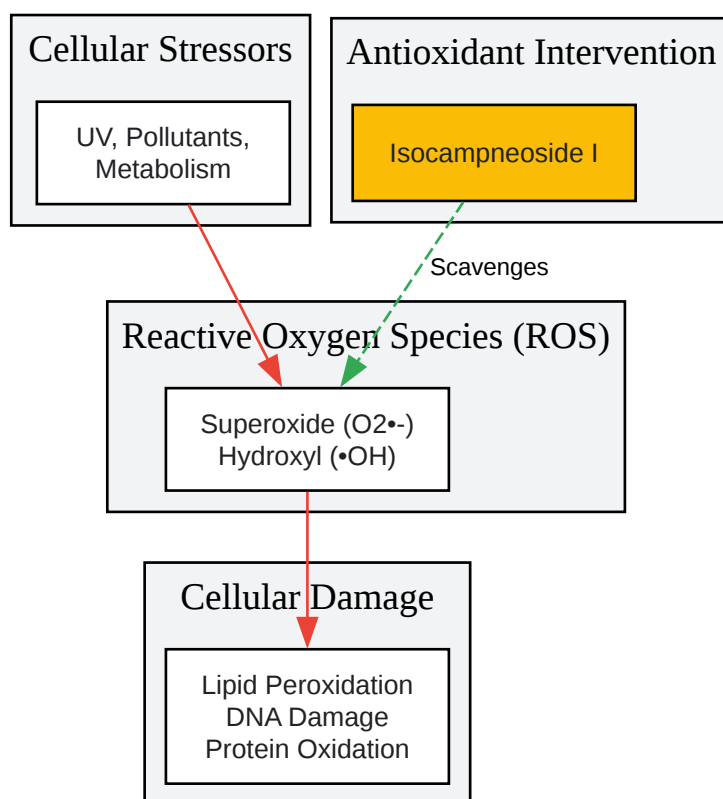 Cellular Stressors
UV, Pollutants,
Metabolism
Antioxidant Intervention
Isocampneoside I
Scavenges
Reactive Oxygen Species (ROS)
Superoxide (O2•-)
Hydroxyl (•OH)
Cellular Damage
Lipid Peroxidation
DNA Damage
Protein Oxidation